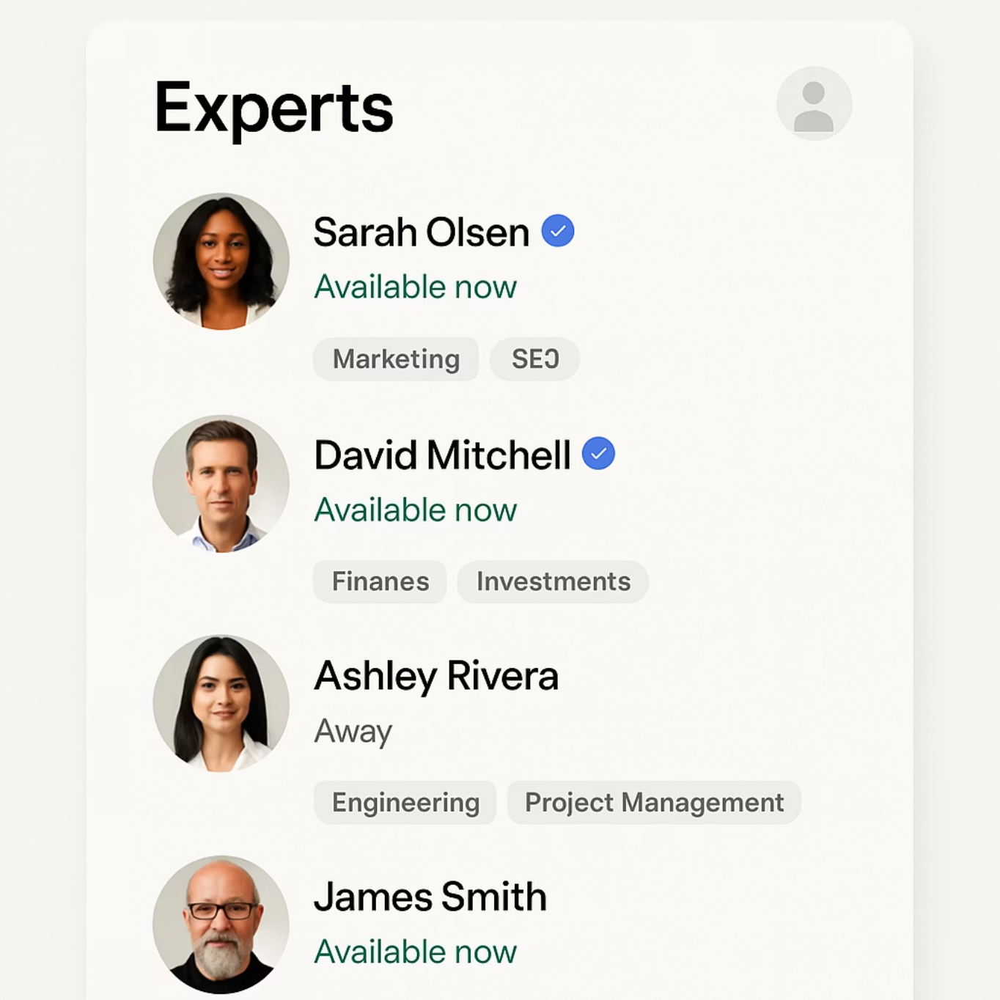 Experts
Sarah Olsen
Available now
Marketing SEƆ
David Mitchell
Available now
Finanes Investments
Ashley Rivera
Away
Engineering Project Management
James Smith
Available now